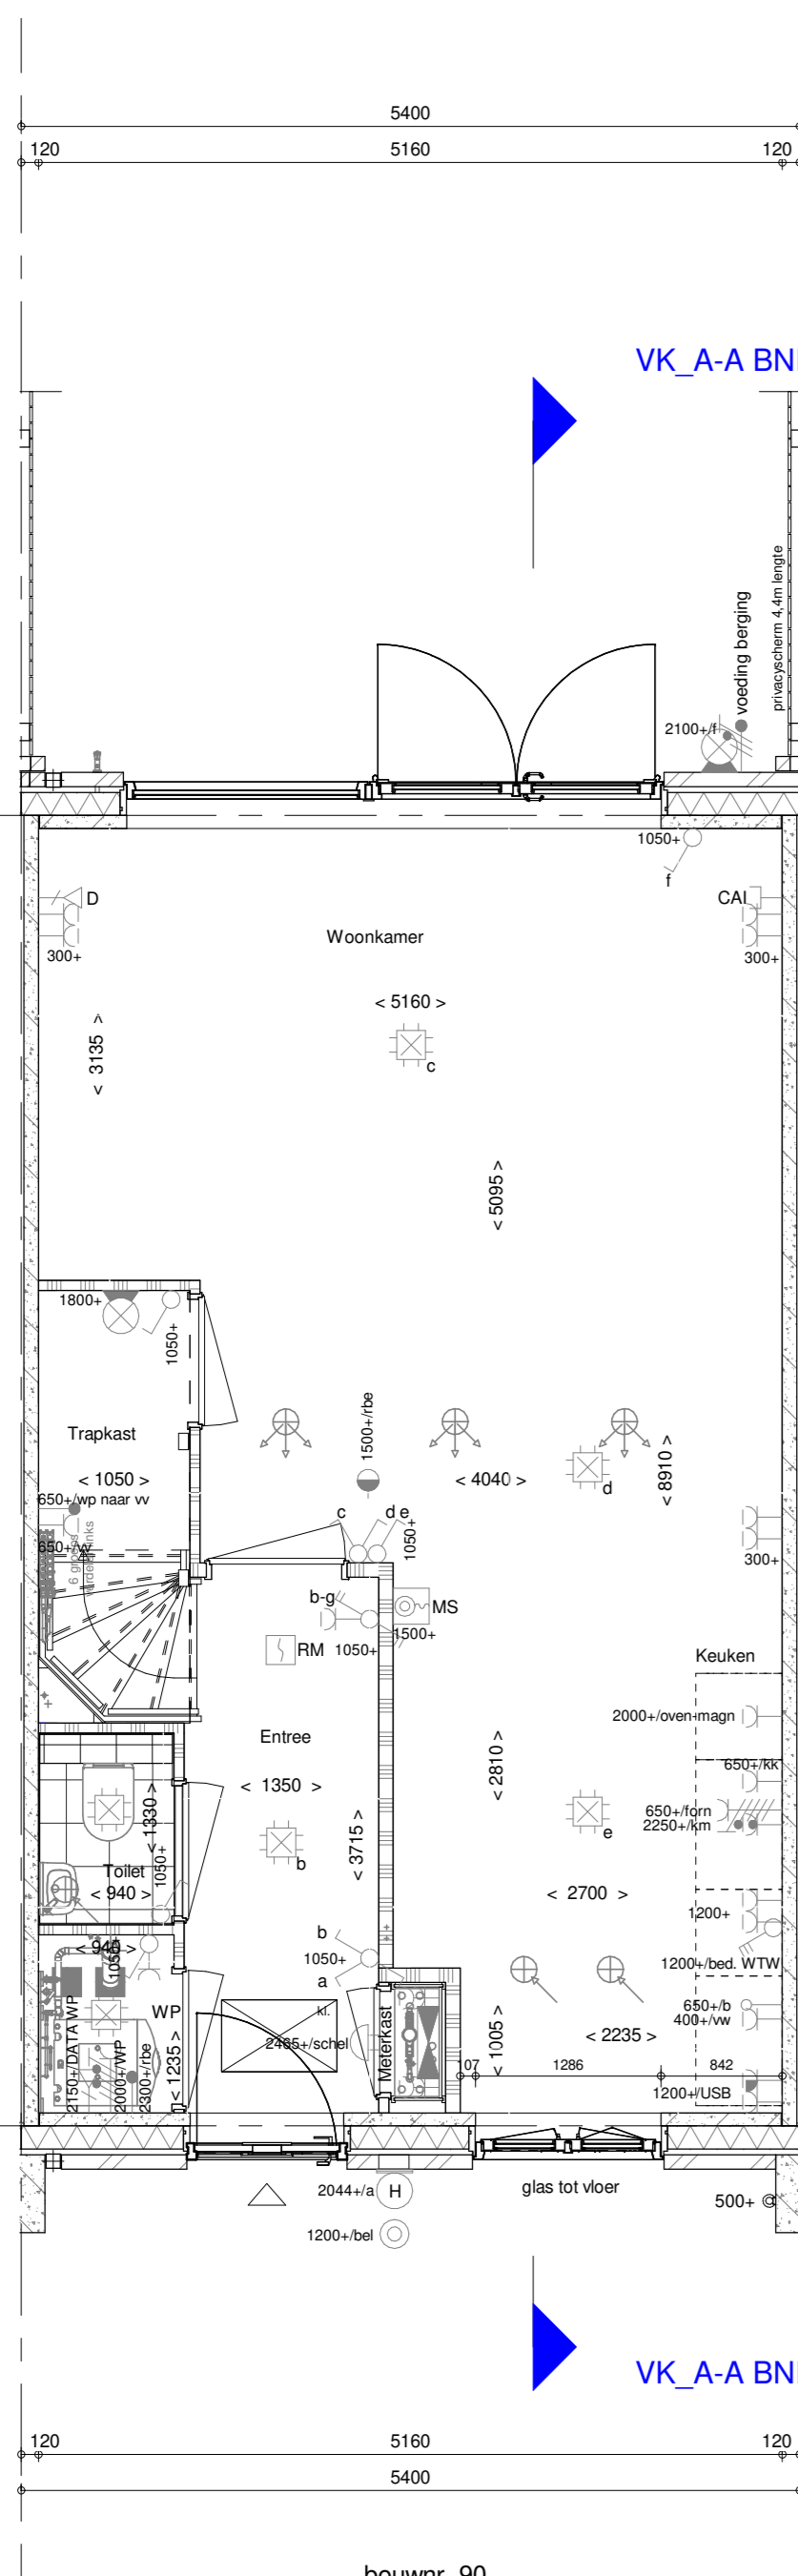 5400
120 5160 120
VK_A-A BN
privacyscherm 4,4m lengte
voeding berging
2100+/f
1050+
f
D
CAI
300+
300+
Woonkamer
< 5160 >
< 3135 >
c
< 5095 >
1800+
1050+
Trapkast
1500+/rbe
< 1050 >
< 4040 >
d
< 8910 >
650+/wp naar vv
650+/vv
c
d e
1050+
300+
b-g
MS
1500+
RM
1050+
Keuken
2000+/oven-magn
Entree
< 1350 >
< 2810 >
650+/kk
650+/forn
2250+/km
e
b
< 3715 >
< 1330 >
1050+
Toilet
< 940 >
< 2700 >
1200+
b
1050+
a
1200+/bed. WTW
WP
kl.
2465+/schel
Meterkast
650+/b
400+/vw
< 2235 >
< 1005 >
2150+/DATA WP
2000+/WP
2300+/rbe
< 1235 >
107 1286 842
1200+/USB
2044+/a
H
glas tot vloer
500+
1200+/bel
VK_A-A BN
120 5160 120
5400
bouwnr. 90